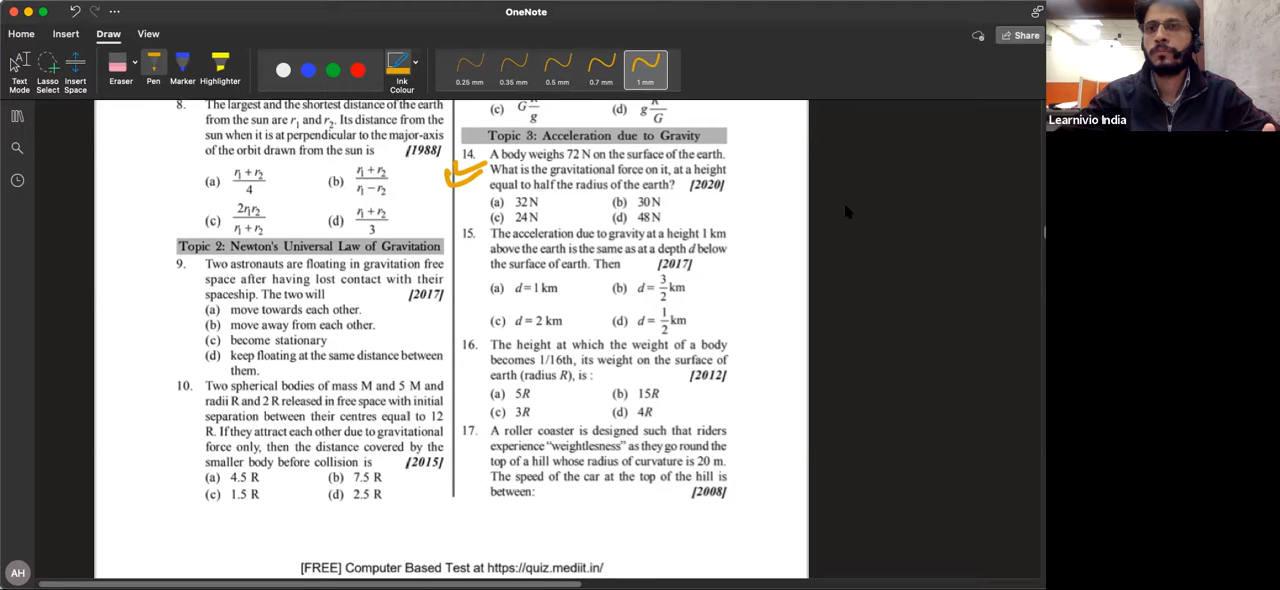 OneNote
Home Insert Draw View
Share
Text Mode
Lasso Select
Insert Space
Eraser
Pen
Marker
Highlighter
Ink Colour
0.25 mm
0.35 mm
0.5 mm
0.7 mm
1 mm
Learnivio India
8. The largest and the shortest distance of the earth
from the sun are r₁ and r₂. Its distance from the
sun when it is at perpendicular to the major-axis
of the orbit drawn from the sun is [1988]
(a) (r₁ + r₂)/4 (b) (r₁ + r₂)/(r₁ − r₂)
(c) 2r₁r₂/(r₁ + r₂) (d) (r₁ + r₂)/3
Topic 2: Newton's Universal Law of Gravitation
9. Two astronauts are floating in gravitation free
space after having lost contact with their
spaceship. The two will [2017]
(a) move towards each other.
(b) move away from each other.
(c) become stationary
(d) keep floating at the same distance between
them.
10. Two spherical bodies of mass M and 5 M and
radii R and 2 R released in free space with initial
separation between their centres equal to 12
R. If they attract each other due to gravitational
force only, then the distance covered by the
smaller body before collision is [2015]
(a) 4.5 R (b) 7.5 R
(c) 1.5 R (d) 2.5 R
(c) G R/g (d) g R/G
Topic 3: Acceleration due to Gravity
14. A body weighs 72 N on the surface of the earth.
What is the gravitational force on it, at a height
equal to half the radius of the earth? [2020]
(a) 32N (b) 30N
(c) 24N (d) 48N
15. The acceleration due to gravity at a height 1 km
above the earth is the same as at a depth d below
the surface of earth. Then [2017]
(a) d = 1 km (b) d = 3/2 km
(c) d = 2 km (d) d = 1/2 km
16. The height at which the weight of a body
becomes 1/16th, its weight on the surface of
earth (radius R), is : [2012]
(a) 5R (b) 15R
(c) 3R (d) 4R
17. A roller coaster is designed such that riders
experience “weightlesness” as they go round the
top of a hill whose radius of curvature is 20 m.
The speed of the car at the top of the hill is
between: [2008]
[FREE] Computer Based Test at https://quiz.mediit.in/
AH